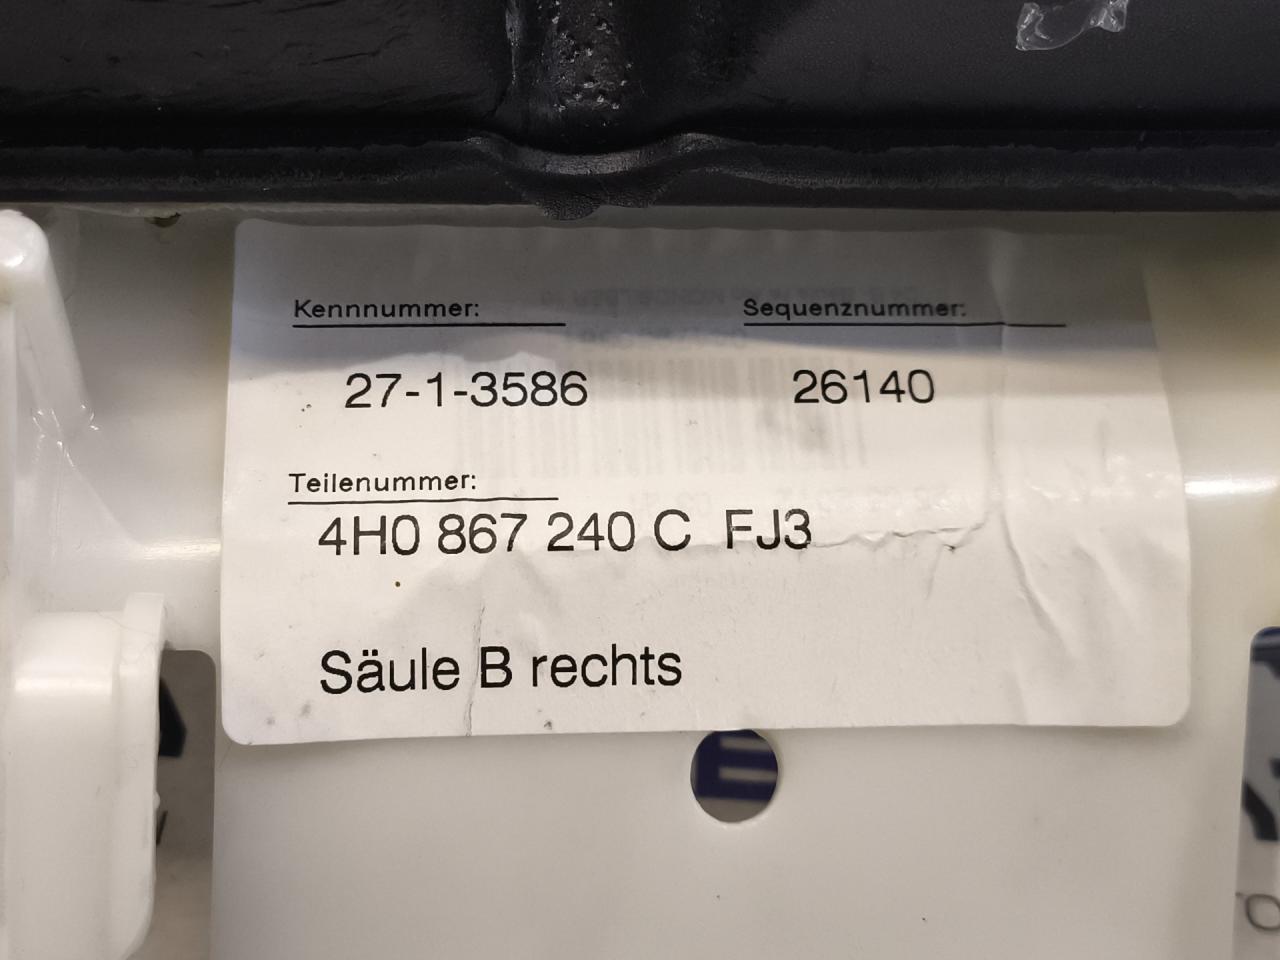 Kennnummer: Sequenznummer:
27-1-3586 26140
Teilenummer:
4H0 867 240 C FJ3
Säule B rechts